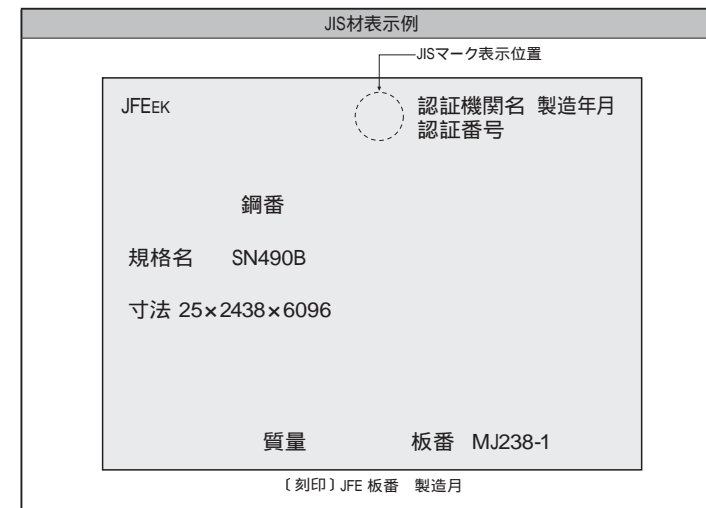 JIS材表示例
JISマーク表示位置
JFEEK
認証機関名 製造年月
認証番号
鋼番
規格名 SN490B
寸法 25×2438×6096
質量 板番 MJ238-1
〔刻印〕JFE 板番 製造月